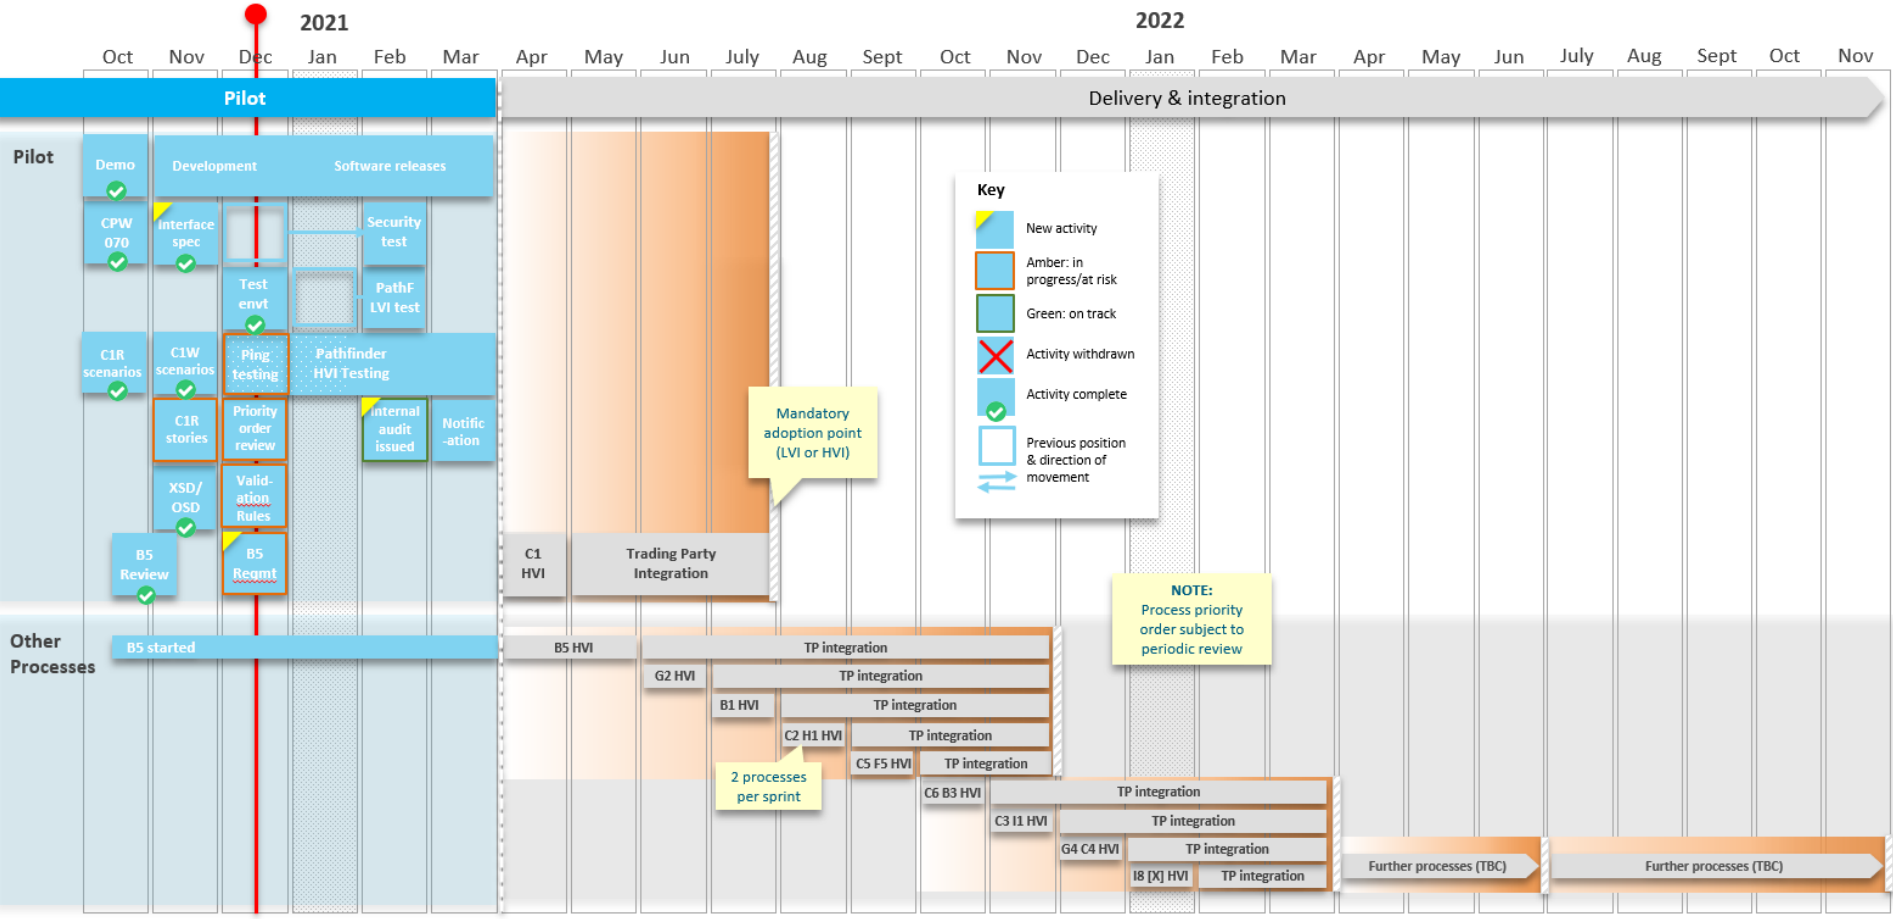 2021
2022
Oct Nov Dec Jan Feb Mar Apr May Jun July Aug Sept Oct Nov Dec Jan Feb Mar Apr May Jun July Aug Sept Oct Nov
Pilot
Delivery & integration
Pilot
Demo
Development
Software releases
CPW
070
Interface
spec
Security
test
Test
envt
PathF
LVI test
C1R
scenarios
C1W
scenarios
Ping
testing
Pathfinder
HVI Testing
C1R
stories
Priority
order
review
Internal
audit
issued
Notific
-ation
XSD/
OSD
Valid-
ation
Rules
B5
Review
B5
Reqmt
C1
HVI
Trading Party
Integration
Mandatory
adoption point
(LVI or HVI)
Key
New activity
Amber: in
progress/at risk
Green: on track
Activity withdrawn
Activity complete
Previous position
& direction of
movement
NOTE:
Process priority
order subject to
periodic review
Other
Processes
B5 started
B5 HVI
TP integration
G2 HVI
TP integration
B1 HVI
TP integration
C2 H1 HVI
TP integration
C5 F5 HVI
TP integration
2 processes
per sprint
C6 B3 HVI
TP integration
C3 I1 HVI
TP integration
G4 C4 HVI
TP integration
I8 [X] HVI
TP integration
Further processes (TBC)
Further processes (TBC)